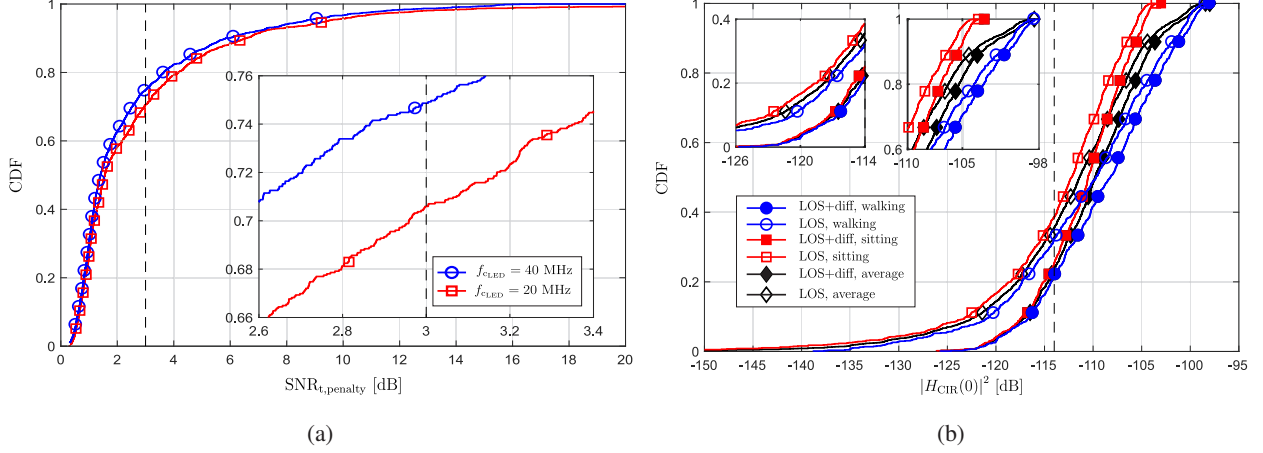 1
0.8
0.6
0.4
0.2
0
CDF
0 2 4 6 8 10 12 14 16 18 20
SNR_t,penalty [dB]
0.76
0.74
0.72
0.7
0.68
0.66
2.6 2.8 3 3.2 3.4
f_cLED = 40 MHz
f_cLED = 20 MHz
(a)
1
0.8
0.6
0.4
0.2
0
CDF
-150 -145 -140 -135 -130 -125 -120 -115 -110 -105 -100 -95
|H_CIR(0)|^2 [dB]
0.4
0.2
0
-126 -120 -114
1
0.8
0.6
-110 -105 -98
LOS+diff, walking
LOS, walking
LOS+diff, sitting
LOS, sitting
LOS+diff, average
LOS, average
(b)